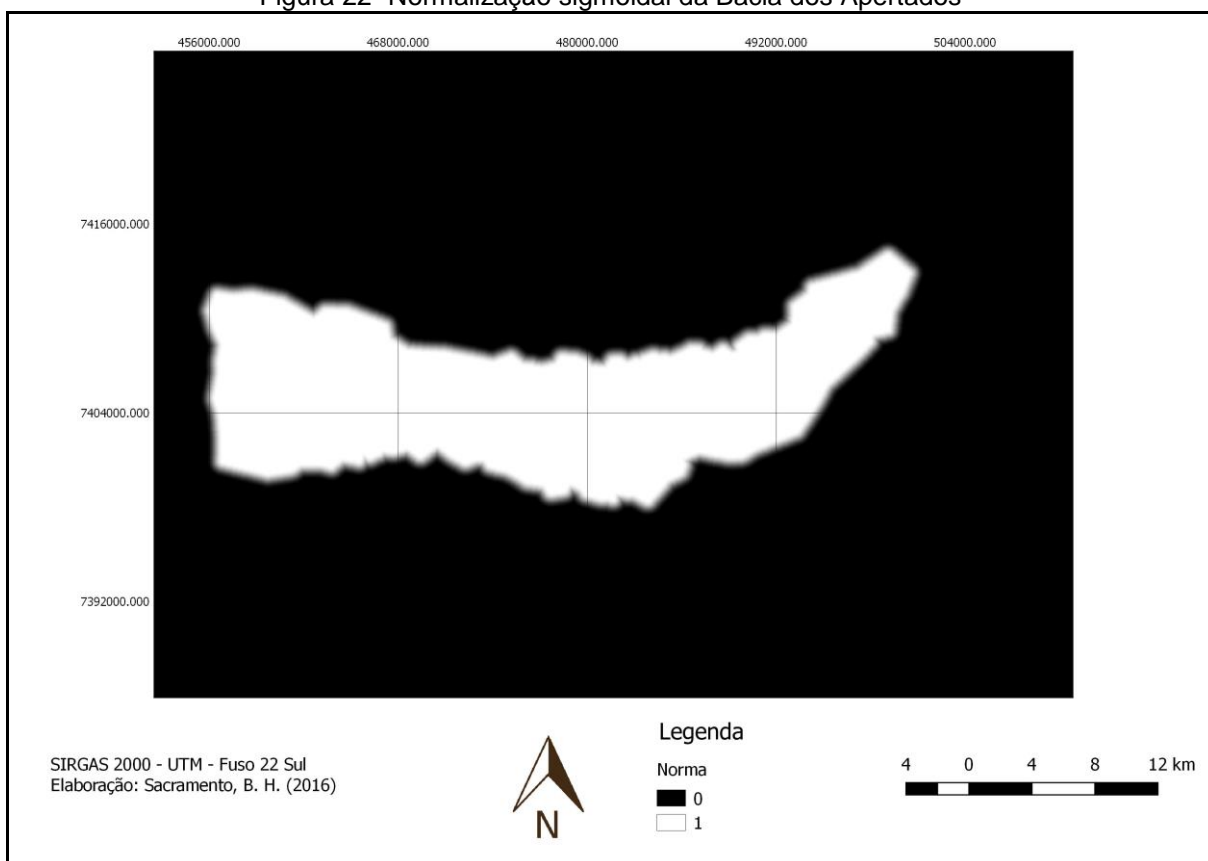 Figura 22- Normalização sigmoidal da Bacia dos Apertados
456000.000 468000.000 480000.000 492000.000 504000.000
7416000.000
7404000.000
7392000.000
SIRGAS 2000 - UTM - Fuso 22 Sul
Elaboração: Sacramento, B. H. (2016)
N
Legenda
Norma
0
1
4 0 4 8 12 km